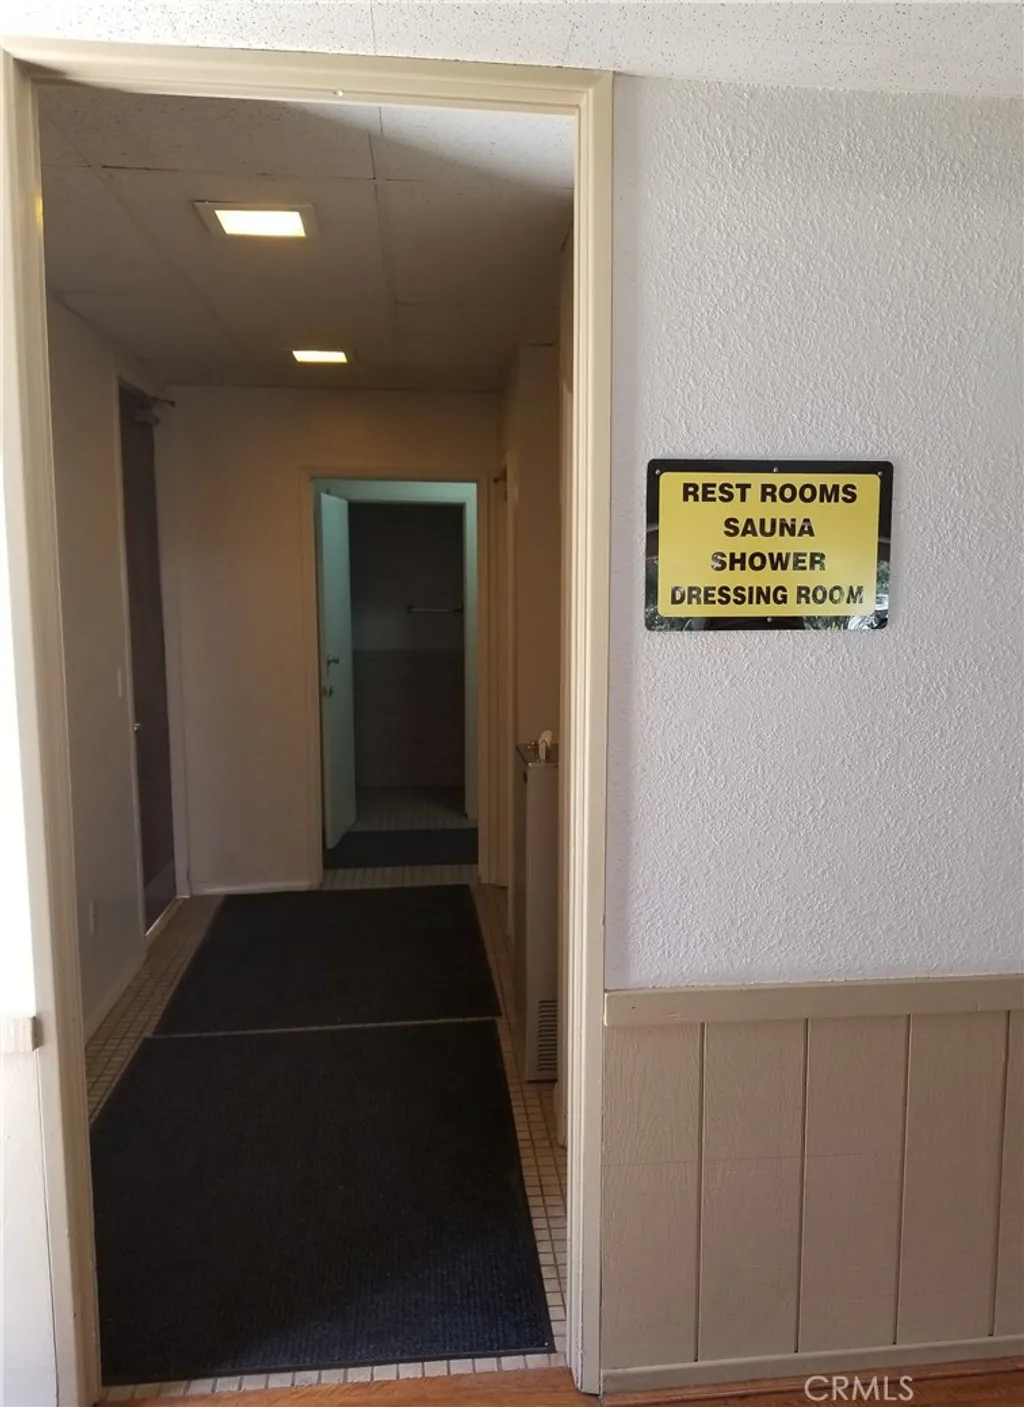 REST ROOMS
SAUNA
SHOWER
DRESSING ROOM
CRMLS